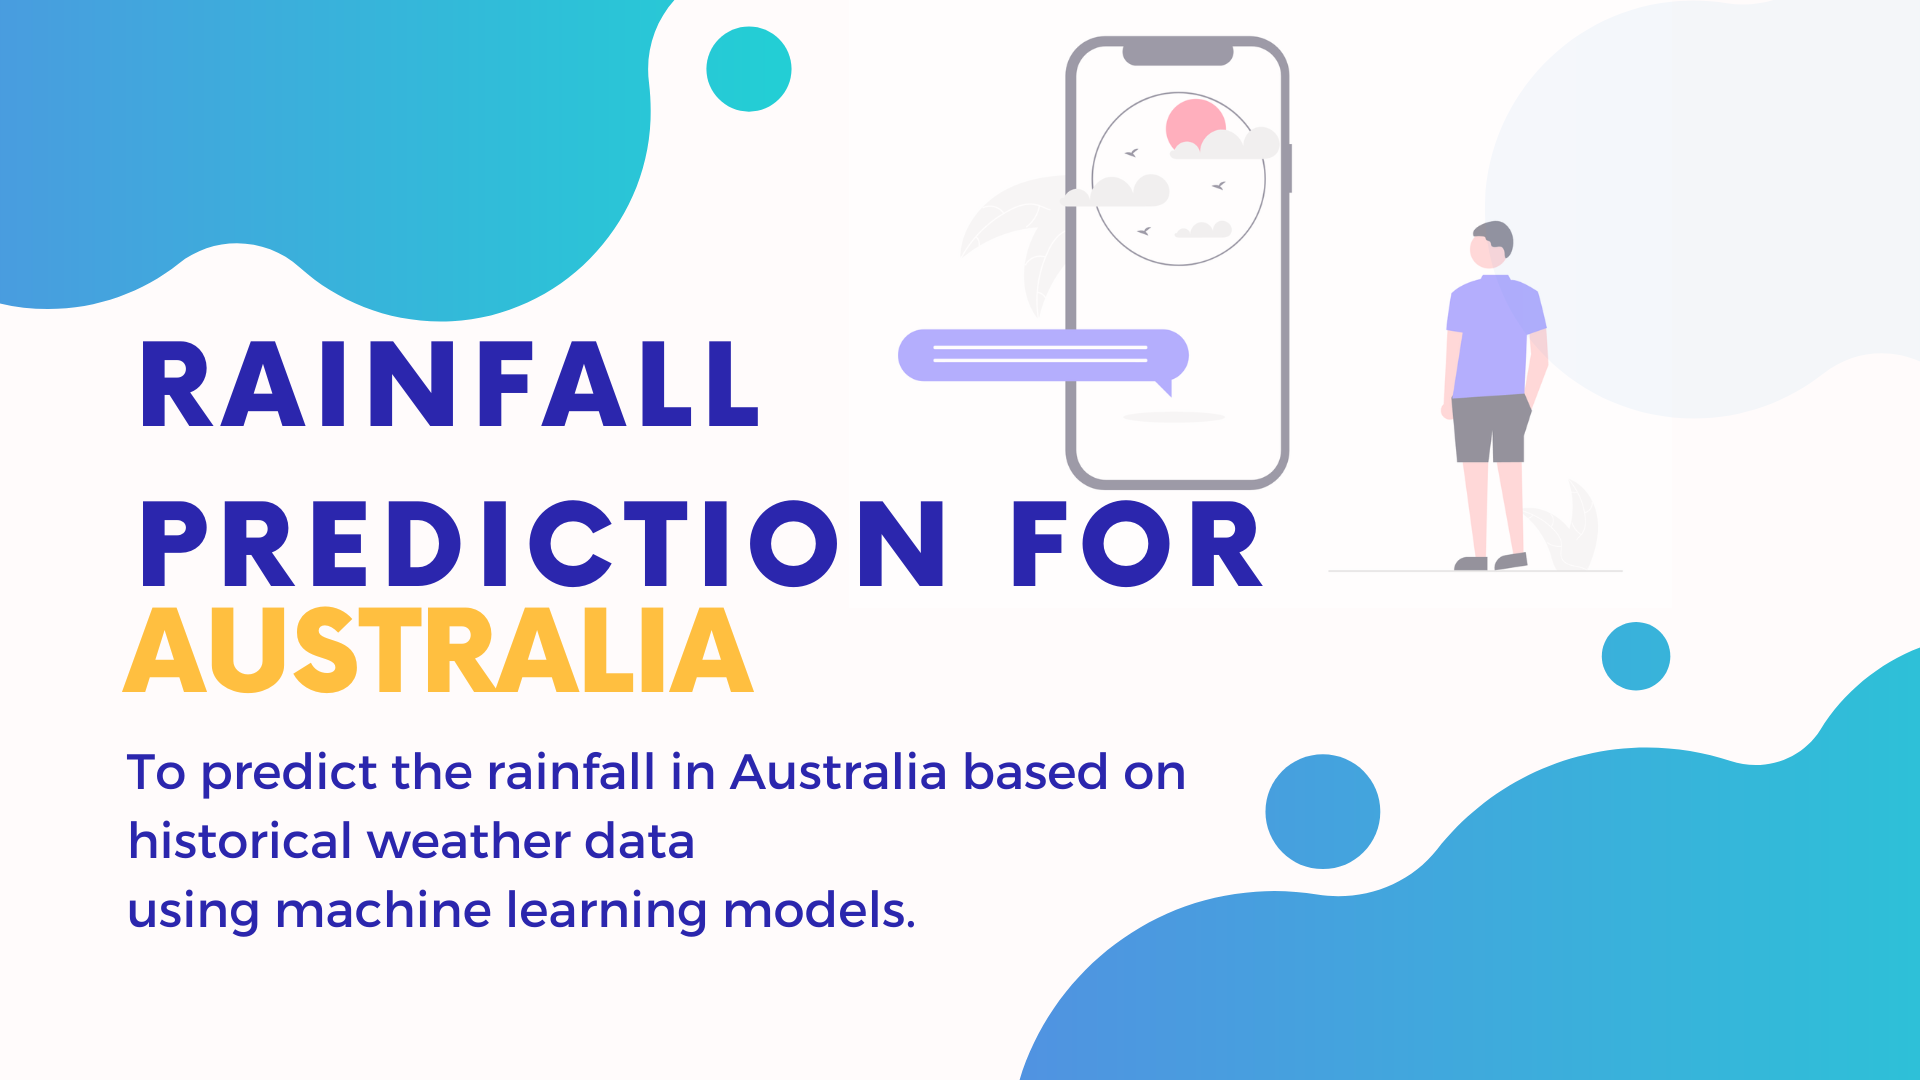 RAINFALL
PREDICTION FOR
AUSTRALIA
To predict the rainfall in Australia based on
historical weather data
using machine learning models.